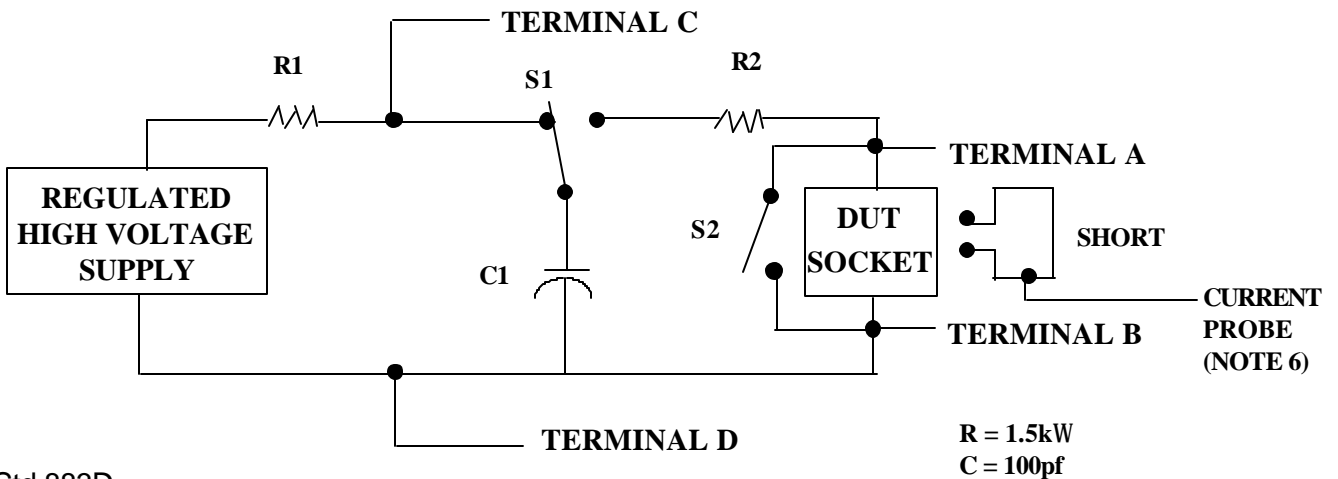 TERMINAL C
R1
S1
R2
TERMINAL A
REGULATED
HIGH VOLTAGE
SUPPLY
S2
DUT
SOCKET
SHORT
C1
CURRENT
PROBE
(NOTE 6)
TERMINAL B
TERMINAL D
R = 1.5kW
C = 100pf